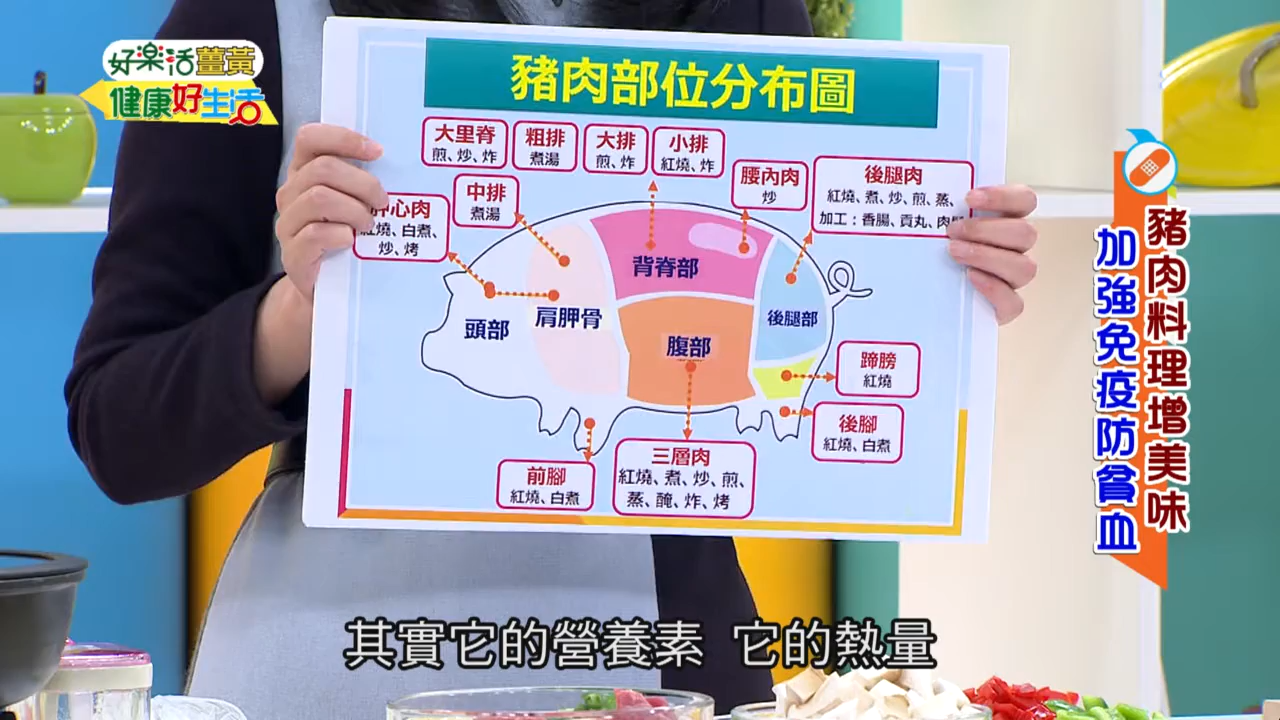 好樂活薑黃
健康好生活
豬肉部位分布圖
大里脊
煎、炒、炸
粗排
煮湯
大排
煎、炸
小排
紅燒、炸
腰內肉
炒
後腿肉
紅燒、煮、炒、煎、蒸、
加工：香腸、貢丸、肉
中排
煮湯
心肉
紅燒、白煮、
炒、烤
背脊部
頭部
肩胛骨
腹部
後腿部
蹄膀
紅燒
後腳
紅燒、白煮
前腳
紅燒、白煮
三層肉
紅燒、煮、炒、煎、
蒸、醃、炸、烤
豬肉料理增美味
加強免疫防貧血
其實它的營養素 它的熱量